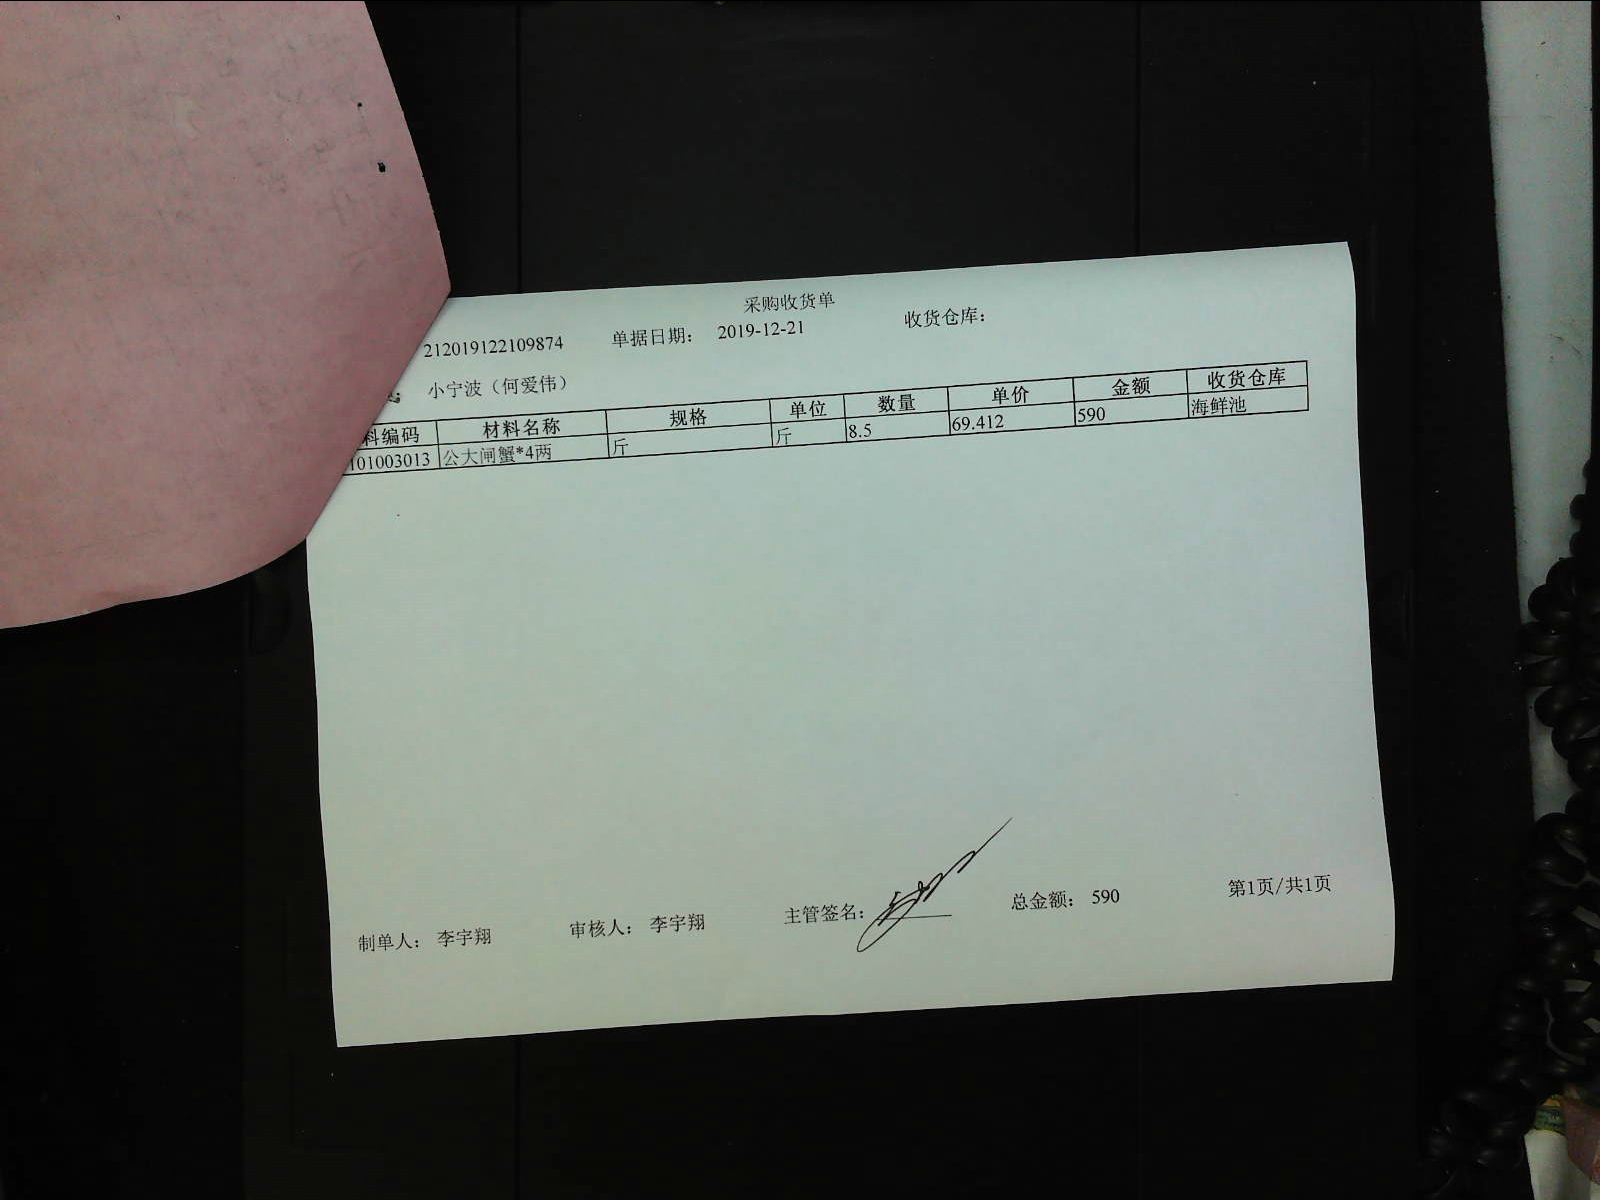 采购收货单
212019122109874 单据日期： 2019-12-21 收货仓库：
小宁波（何爱伟）
料编码 材料名称 规格 单位 数量 单价 金额 收货仓库
101003013 公大闸蟹*4两 斤 斤 8.5 69.412 590 海鲜池
制单人： 李宇翔 审核人： 李宇翔 主管签名： 总金额： 590 第1页/共1页